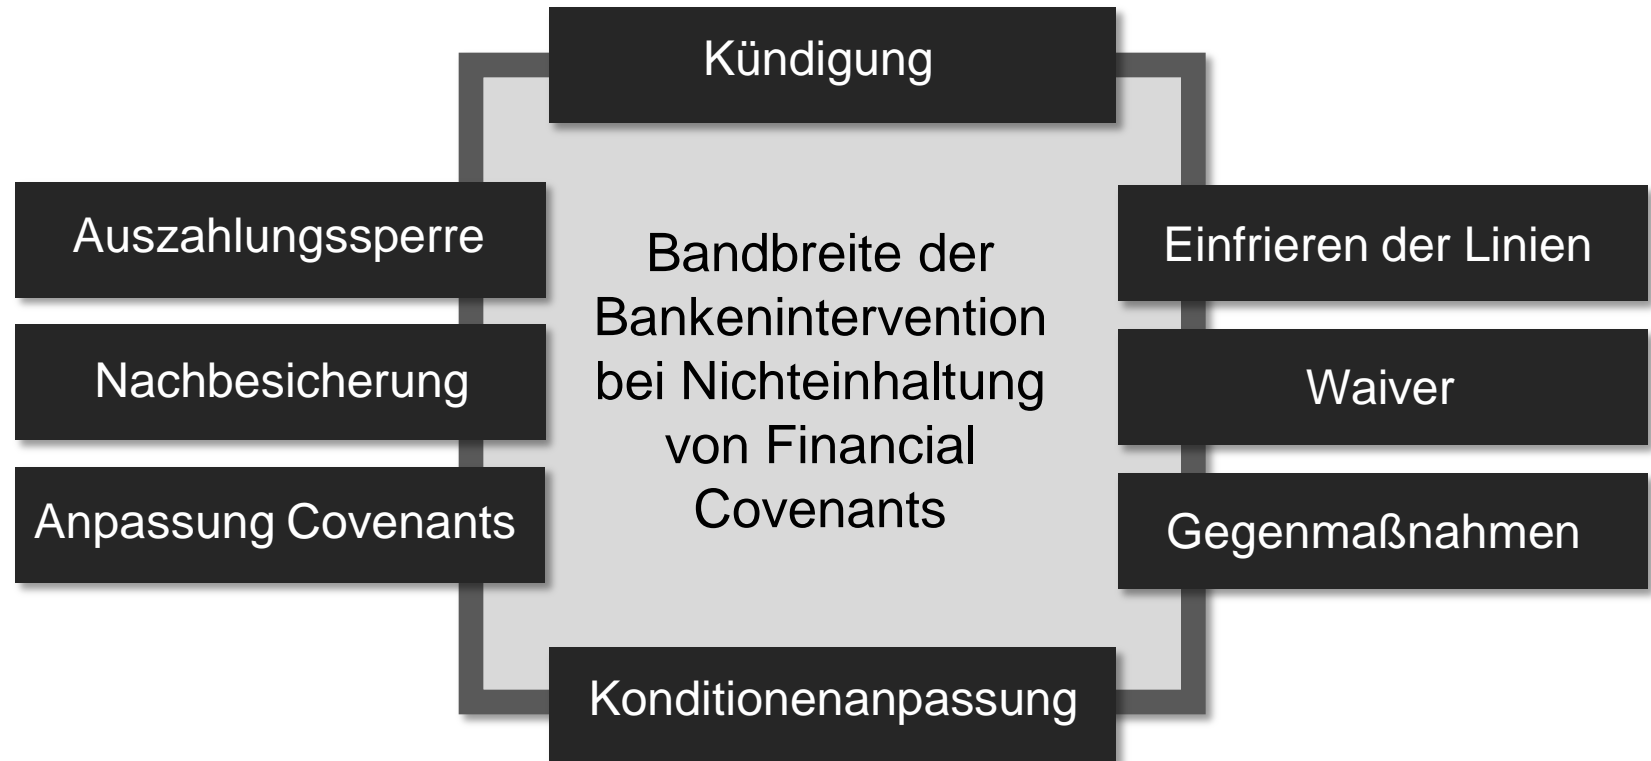 Kündigung
Auszahlungssperre
Nachbesicherung
Anpassung Covenants
Bandbreite der
Bankenintervention
bei Nichteinhaltung
von Financial
Covenants
Einfrieren der Linien
Waiver
Gegenmaßnahmen
Konditionenanpassung